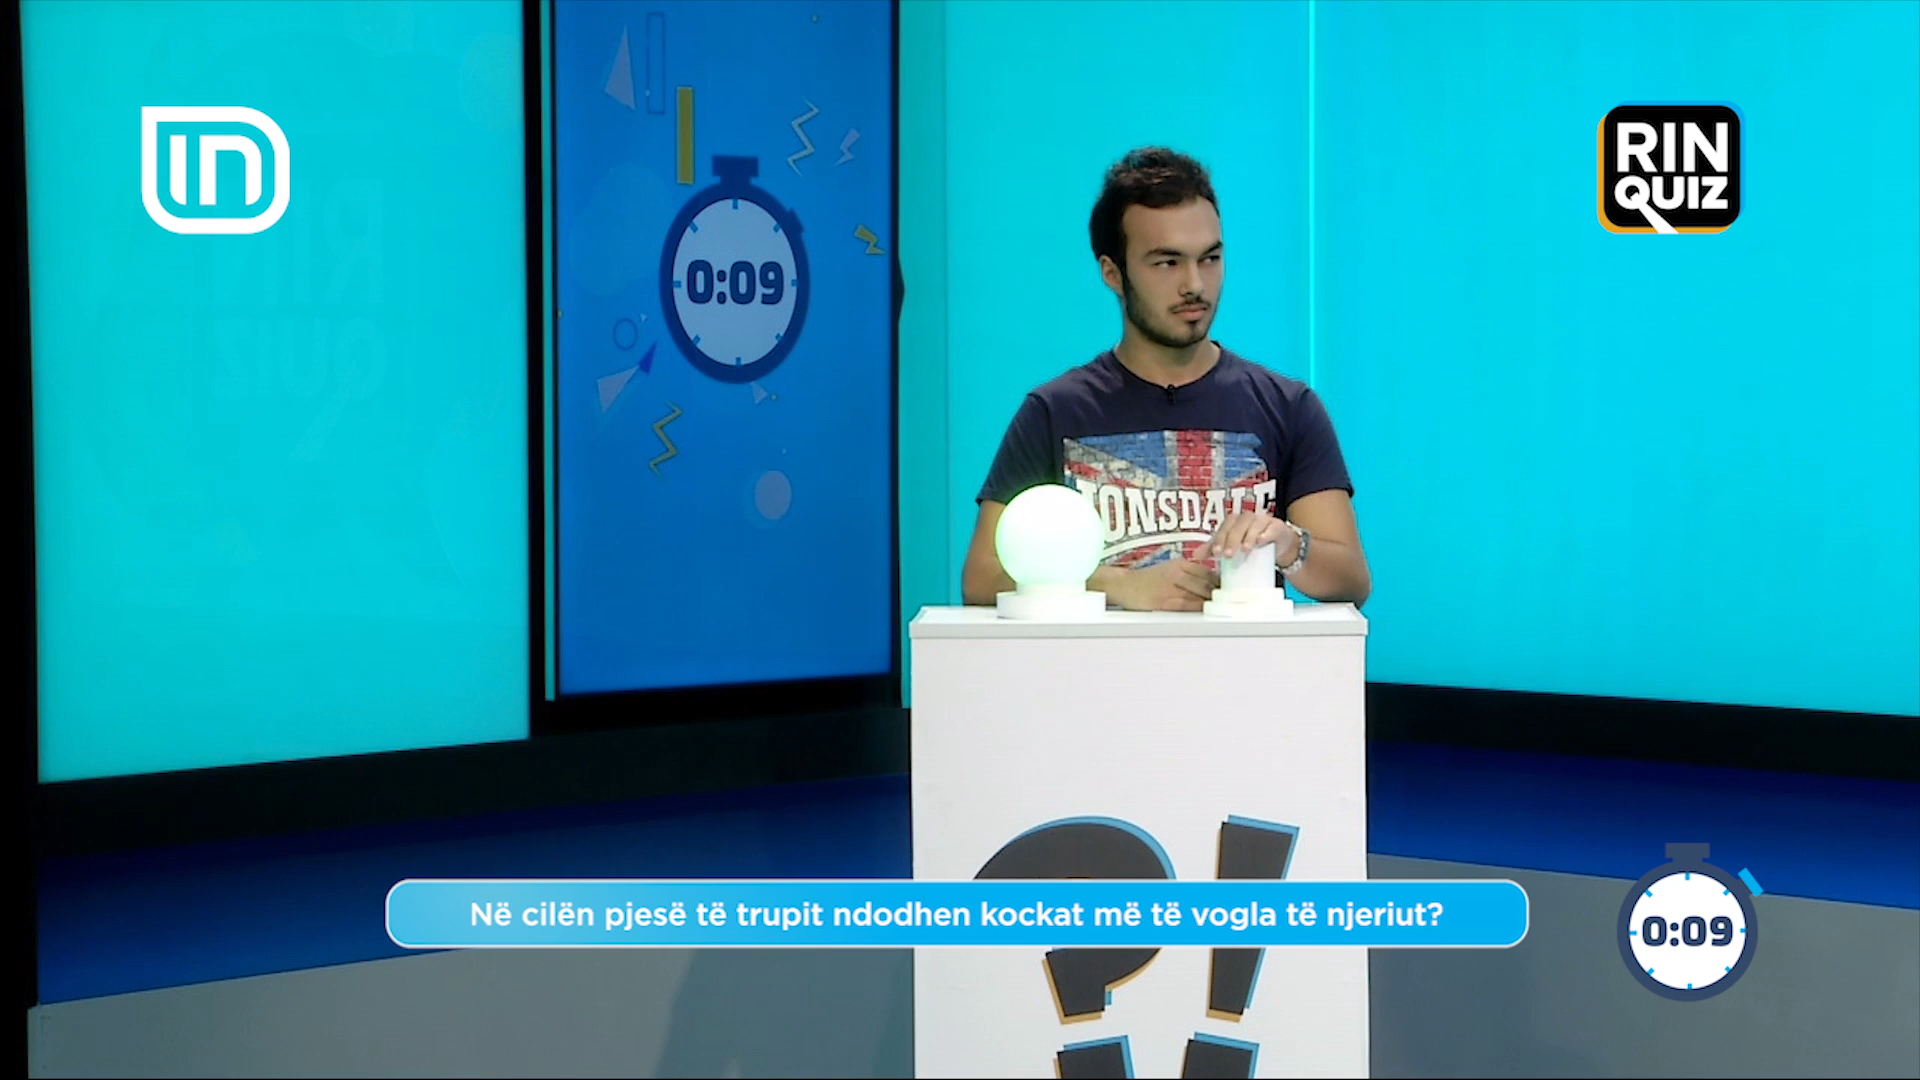 IN
RIN
QUIZ
0:09
LONSDALE
Në cilën pjesë të trupit ndodhen kockat më të vogla të njeriut?
0:09